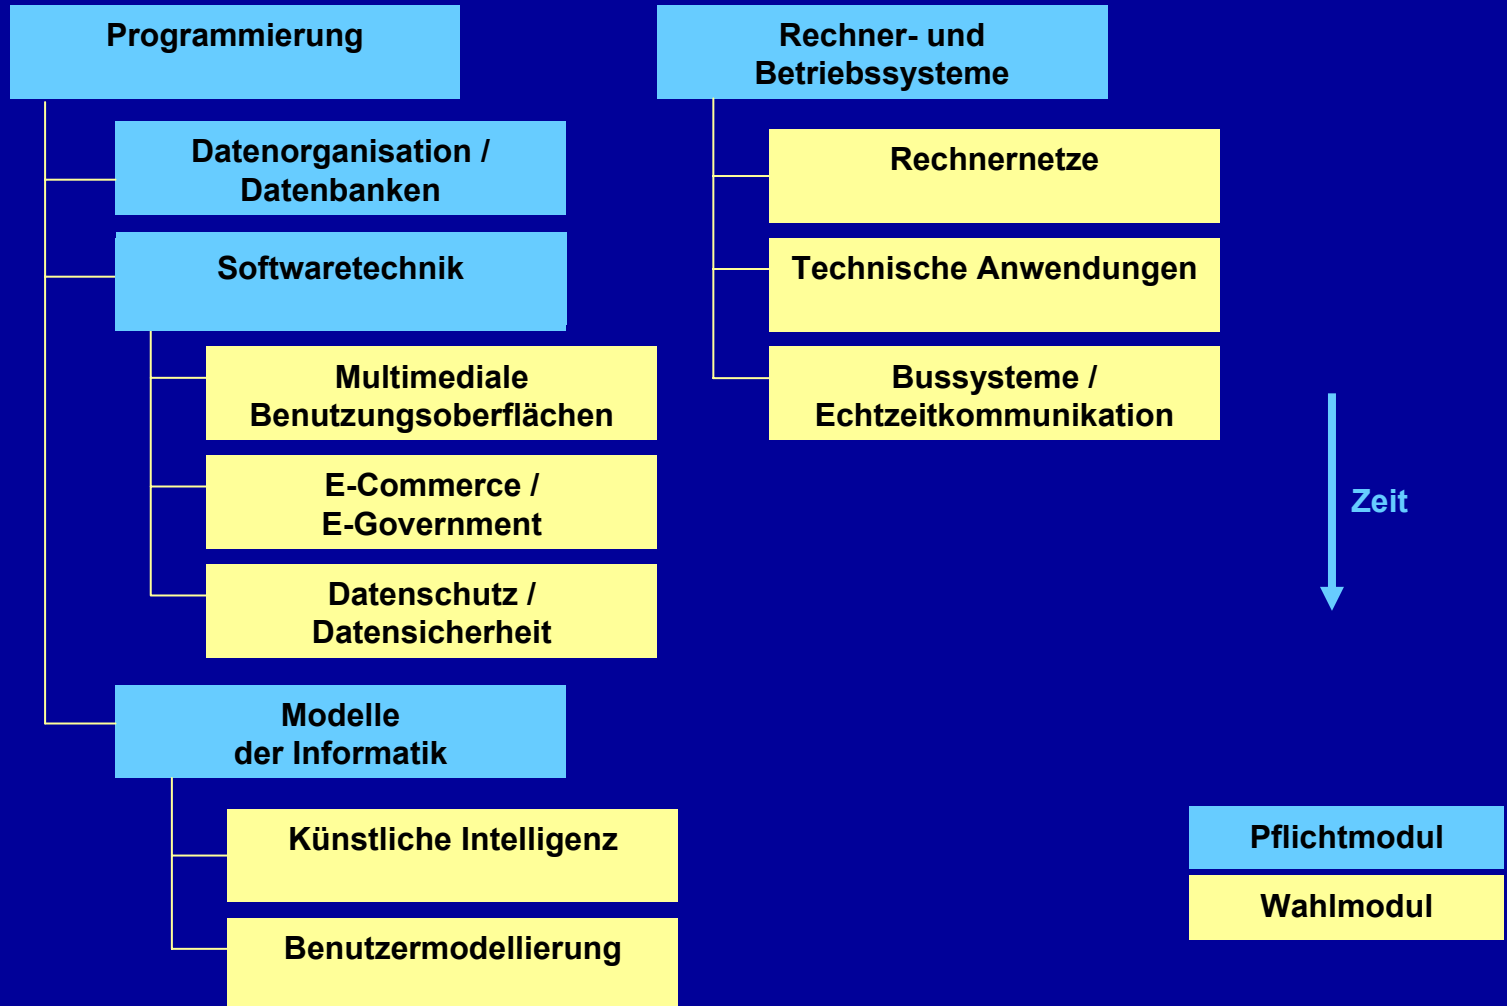 Programmierung
Datenorganisation /
Datenbanken
Softwaretechnik
Multimediale
Benutzungsoberflächen
E-Commerce /
E-Government
Datenschutz /
Datensicherheit
Modelle
der Informatik
Künstliche Intelligenz
Benutzermodellierung
Rechner- und
Betriebssysteme
Rechnernetze
Technische Anwendungen
Bussysteme /
Echtzeitkommunikation
Zeit
Pflichtmodul
Wahlmodul